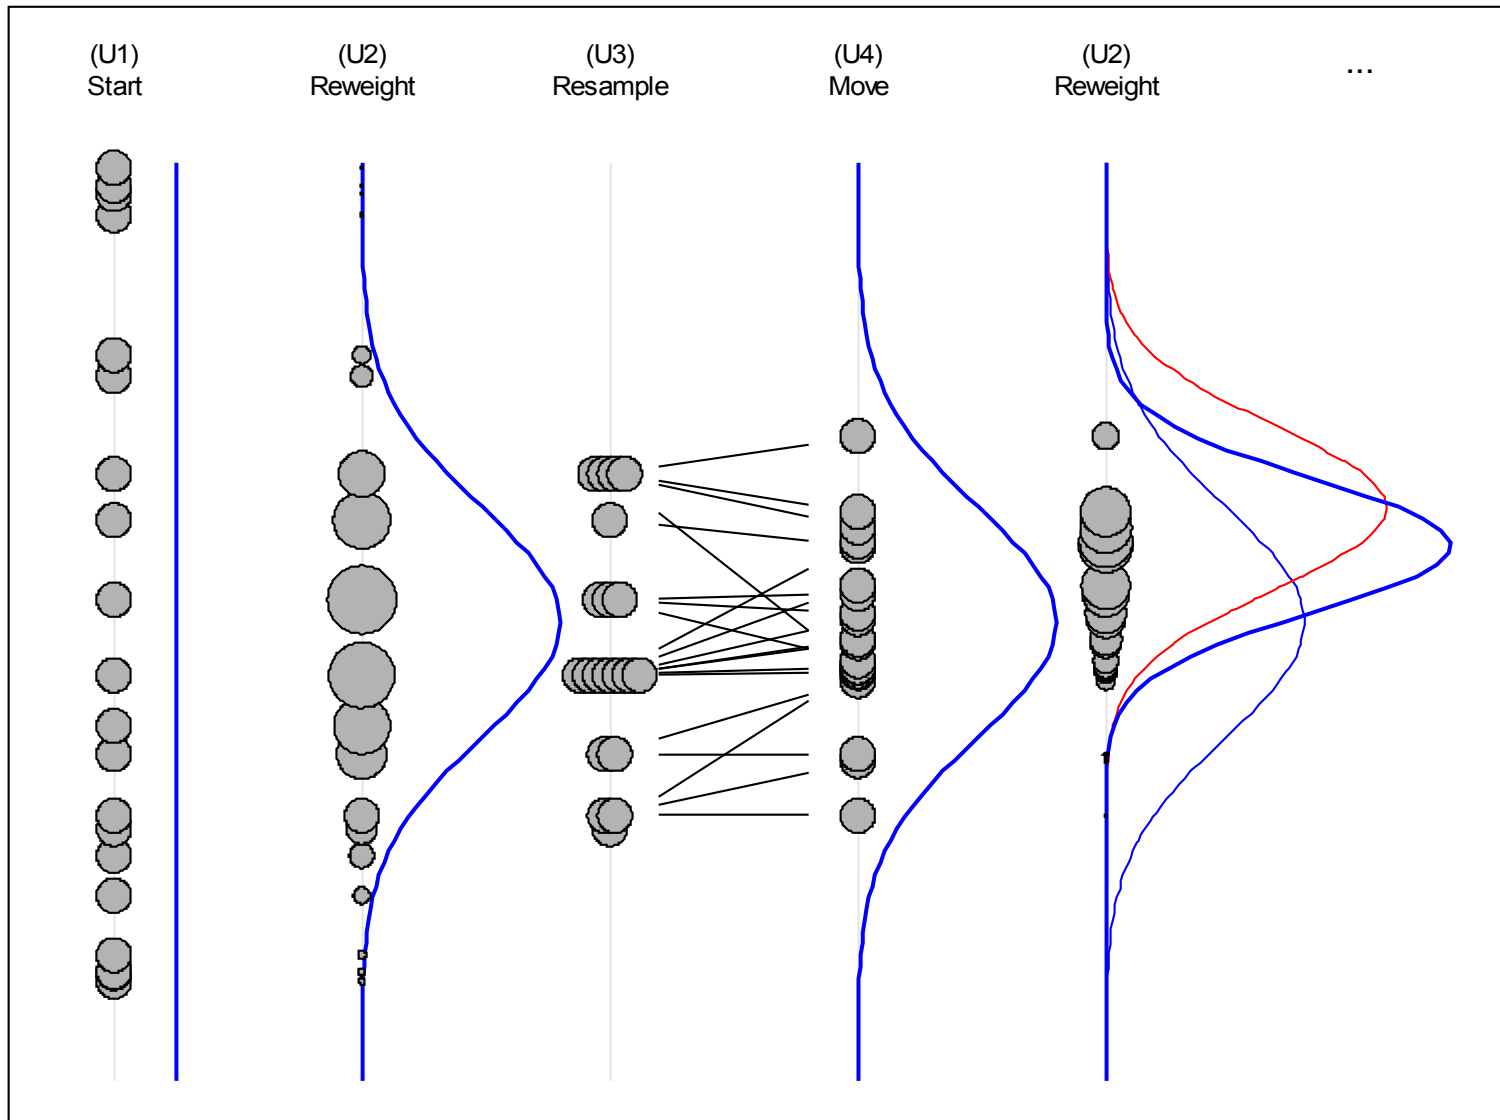 (U1)
Start
(U2)
Reweight
(U3)
Resample
(U4)
Move
(U2)
Reweight
...